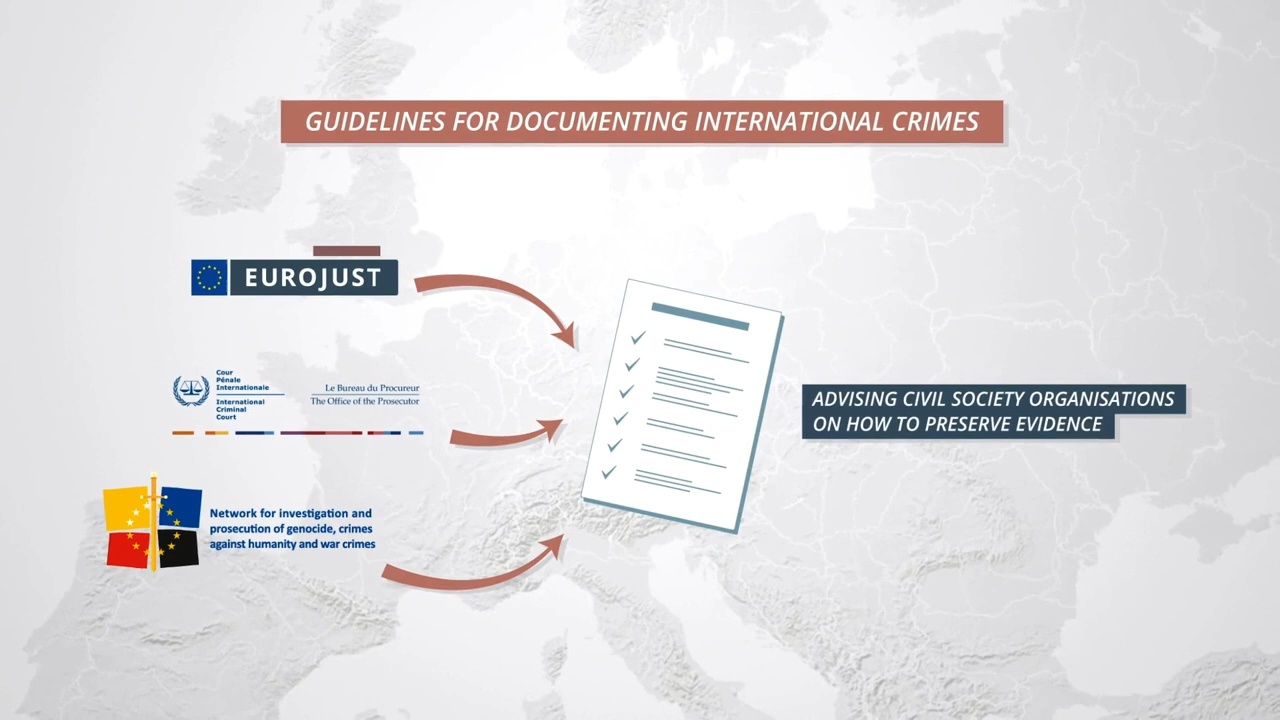 GUIDELINES FOR DOCUMENTING INTERNATIONAL CRIMES
EUROJUST
Cour
Pénale
Internationale
International
Criminal
Court
Le Bureau du Procureur
The Office of the Prosecutor
Network for investigation and
prosecution of genocide, crimes
against humanity and war crimes
ADVISING CIVIL SOCIETY ORGANISATIONS
ON HOW TO PRESERVE EVIDENCE